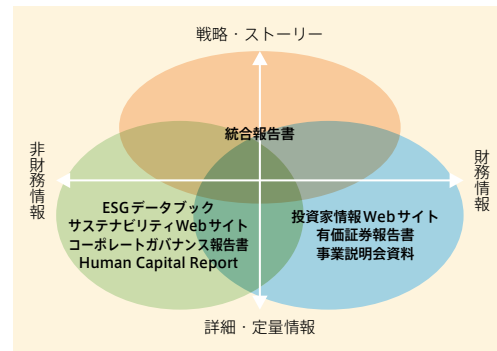 戦略・ストーリー
統合報告書
非財務情報
財務情報
ESGデータブック
サステナビリティWebサイト
コーポレートガバナンス報告書
Human Capital Report
投資家情報Webサイト
有価証券報告書
事業説明会資料
詳細・定量情報